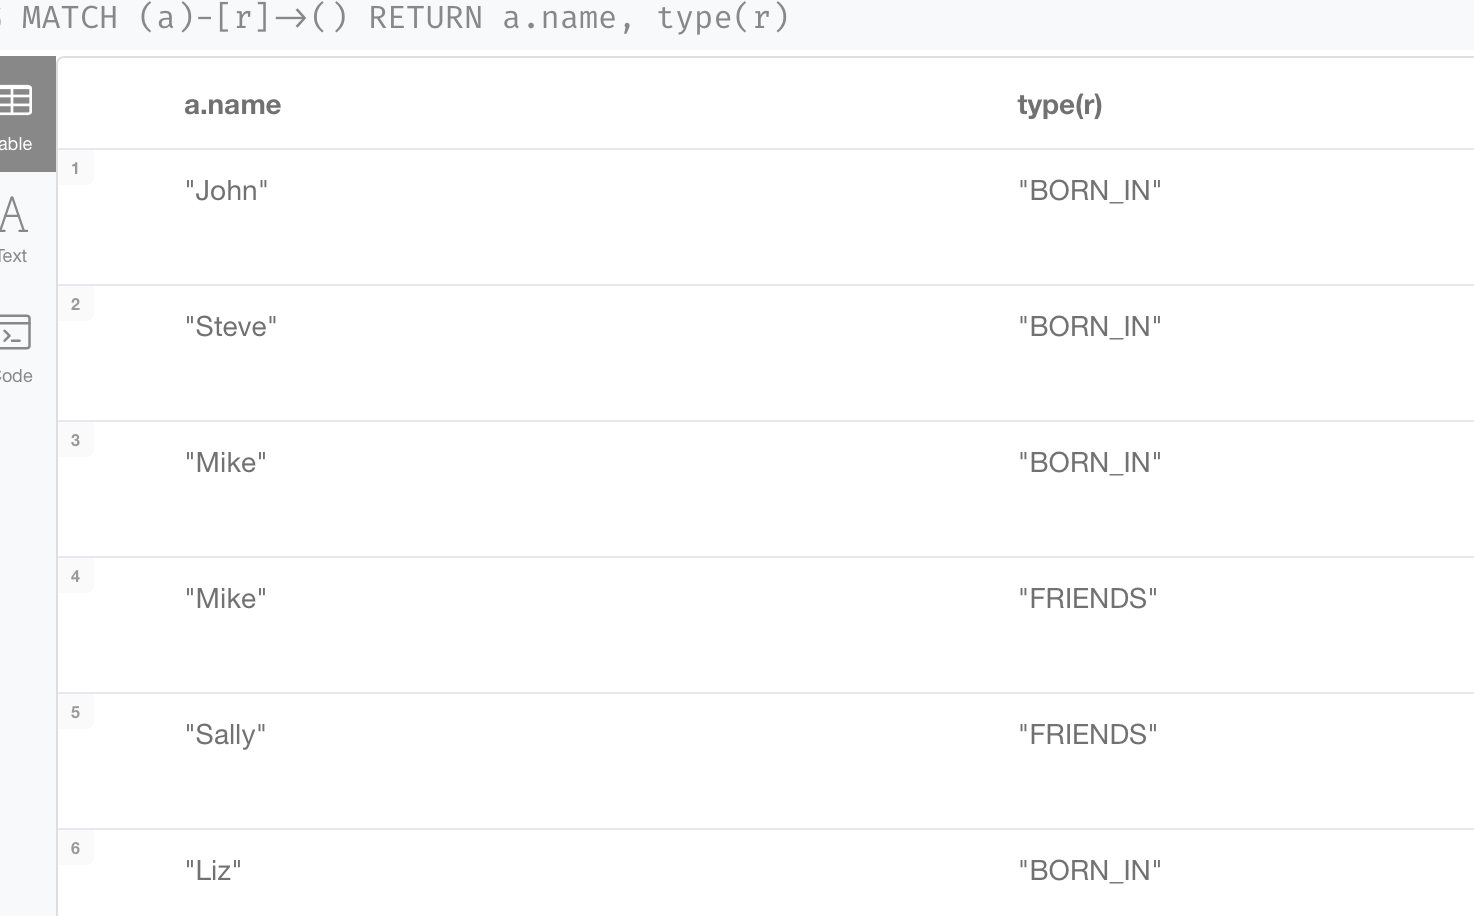 MATCH (a)-[r]->() RETURN a.name, type(r)
a.name type(r)
able
1 "John" "BORN_IN"
Text
2 "Steve" "BORN_IN"
ode
3 "Mike" "BORN_IN"
4 "Mike" "FRIENDS"
5 "Sally" "FRIENDS"
6 "Liz" "BORN_IN"